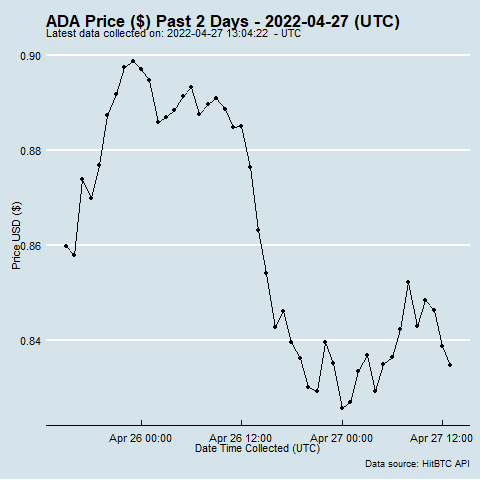 ADA Price ($) Past 2 Days - 2022-04-27 (UTC)
Latest data collected on: 2022-04-27 13:04:22 - UTC
0.90
0.88
0.86
0.84
Price USD ($)
Apr 26 00:00 Apr 26 12:00 Apr 27 00:00 Apr 27 12:00
Date Time Collected (UTC)
Data source: HitBTC API